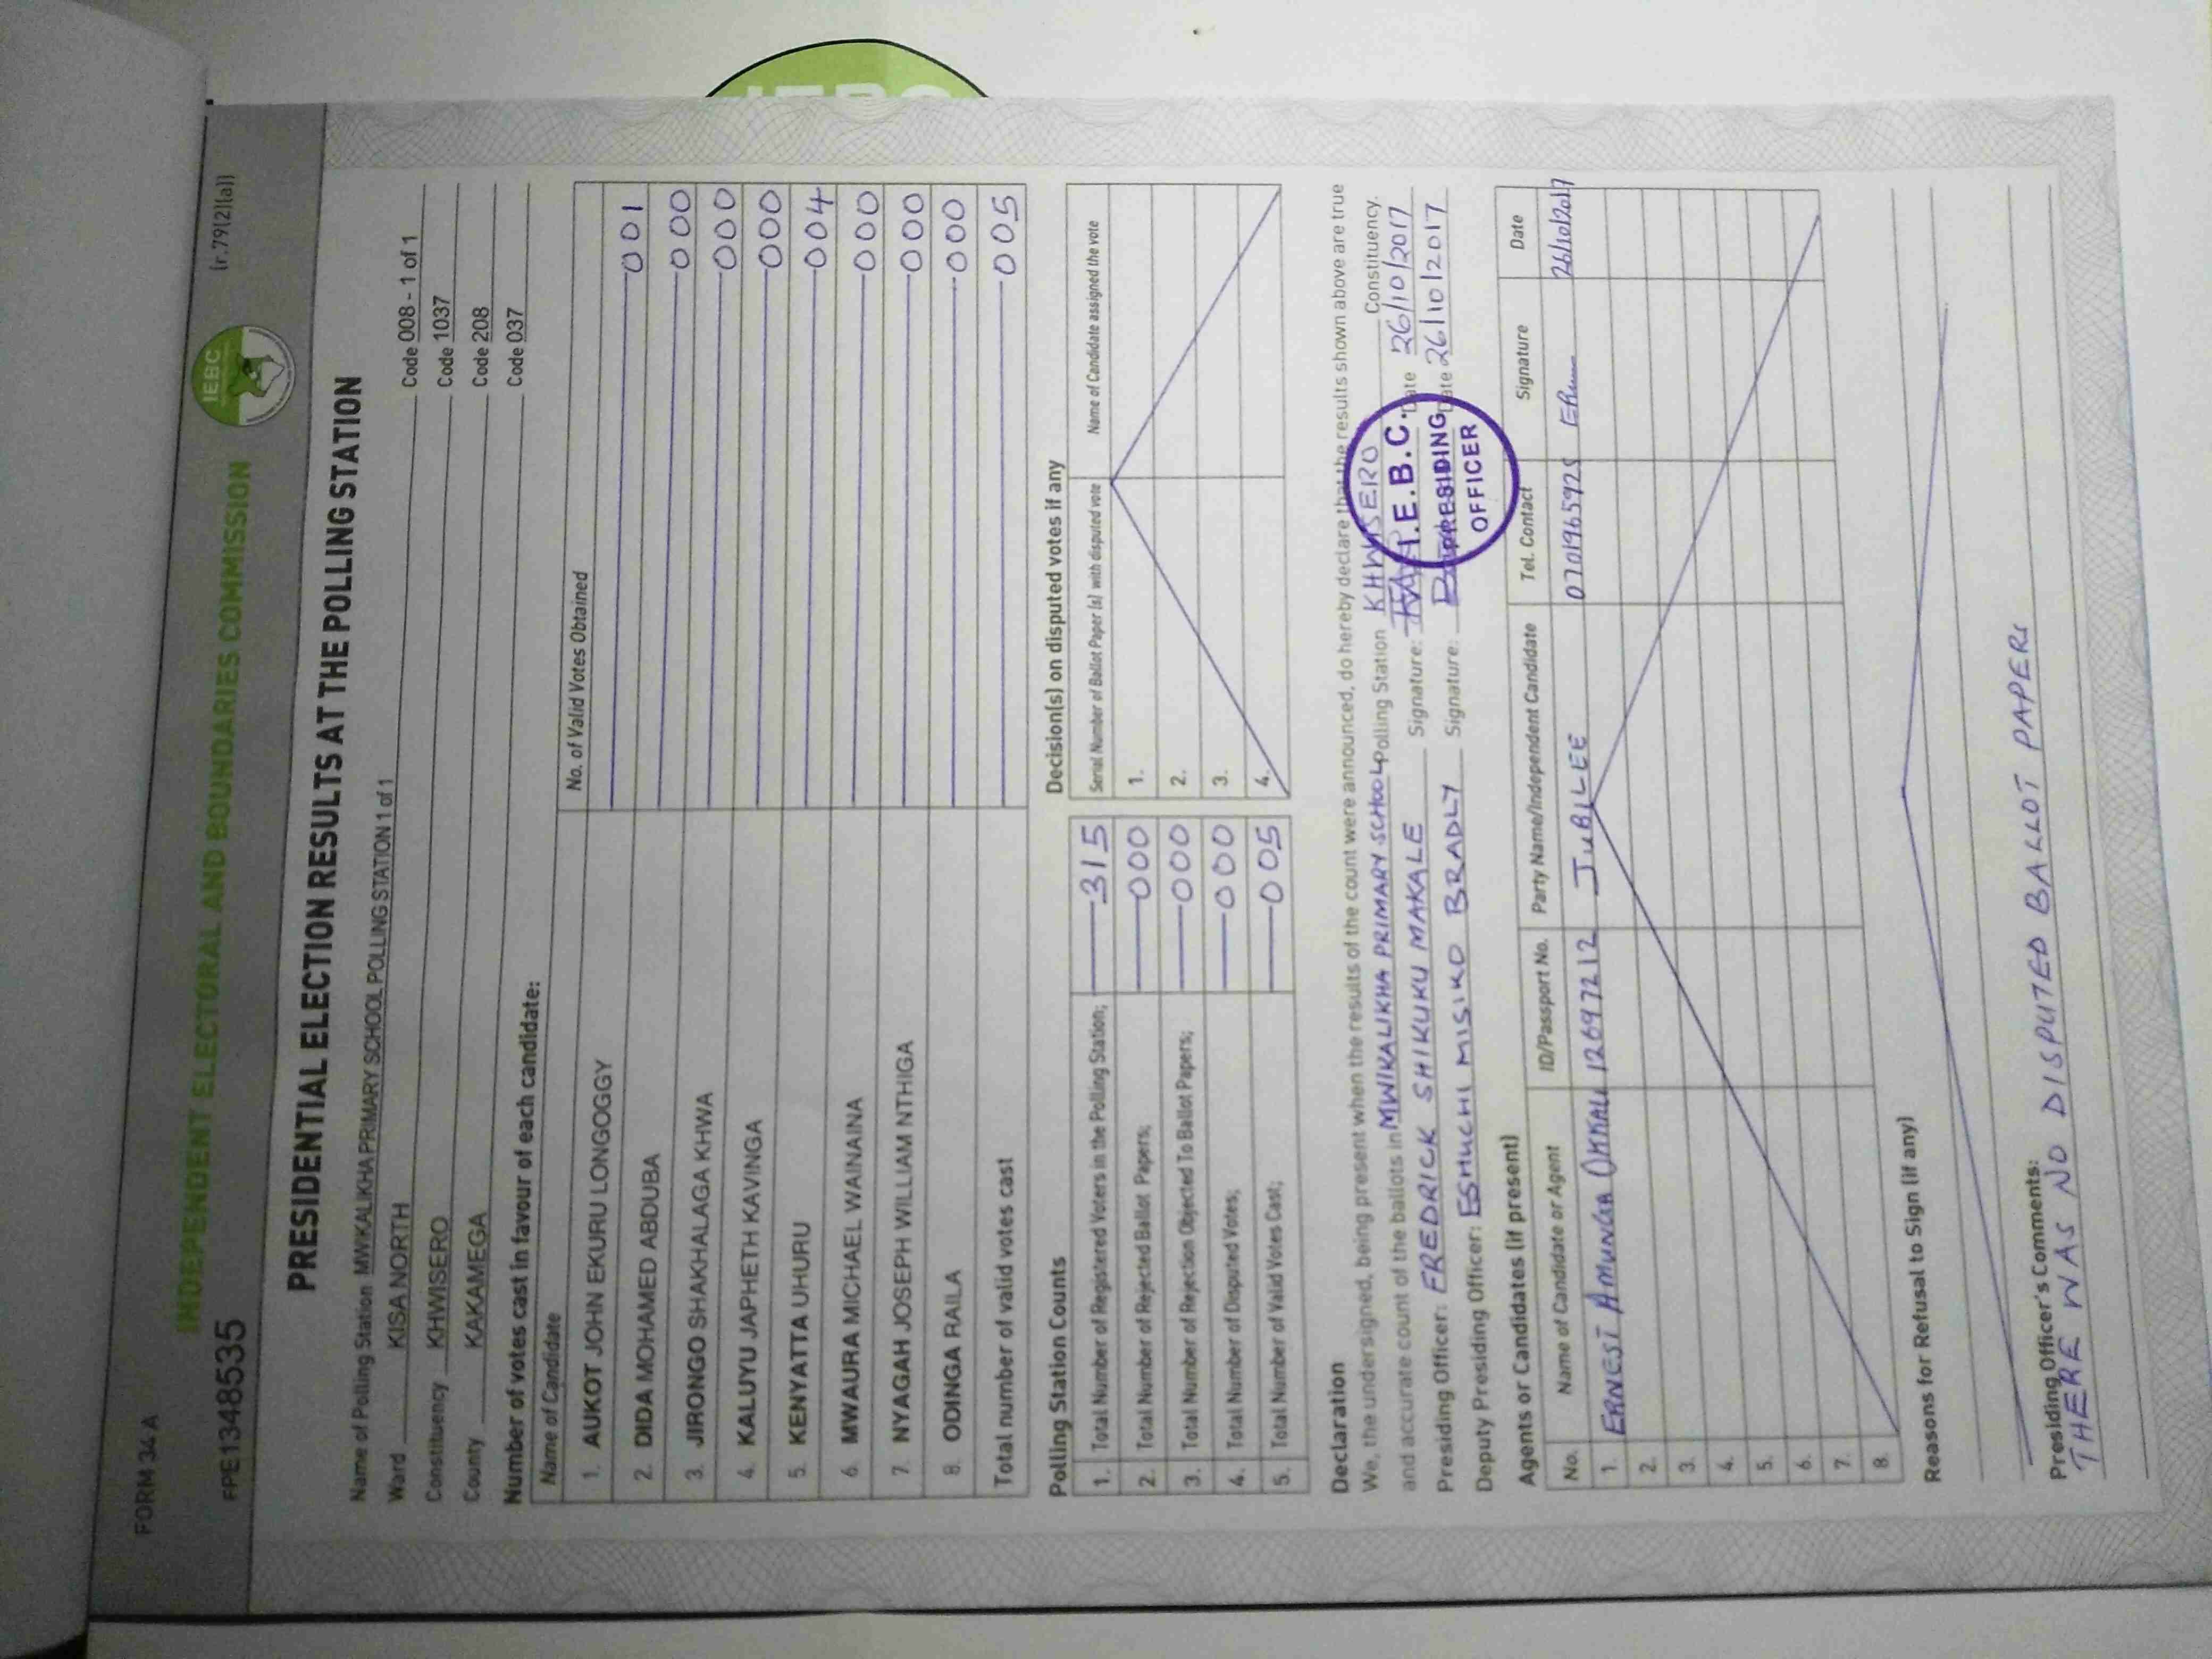 FORM 34 A
INDEPENDENT ELECTORAL AND BOUNDARIES COMMISSION
IEBC
FPE1348535 (r.79(2)(a))
PRESIDENTIAL ELECTION RESULTS AT THE POLLING STATION
Name of Polling Station MWIKALIKHA PRIMARY SCHOOL POLLING STATION 1 of 1 Code 008 - 1 of 1
Ward KISA NORTH Code 1037
Constituency KHWISERO Code 208
County KAKAMEGA Code 037
Number of votes cast in favour of each candidate:
Name of Candidate No. of Valid Votes Obtained
1. AUKOT JOHN EKURU LONGOGGY 001
2. DIDA MOHAMED ABDUBA 000
3. JIRONGO SHAKHALAGA KHWA 000
4. KALUYU JAPHETH KAVINGA 000
5. KENYATTA UHURU 004
6. MWAURA MICHAEL WAINAINA 000
7. NYAGAH JOSEPH WILLIAM NTHIGA 000
8. ODINGA RAILA 000
Total number of valid votes cast 005
Polling Station Counts
1. Total Number of Registered Voters in the Polling Station; 315
2. Total Number of Rejected Ballot Papers; 000
3. Total Number of Rejection Objected To Ballot Papers; 000
4. Total Number of Disputed Votes; 000
5. Total Number of Valid Votes Cast; 005
Decision(s) on disputed votes if any
Serial Number of Ballot Paper (s) with disputed vote Name of Candidate assigned the vote
1.
2.
3.
4.
Declaration
We, the undersigned, being present when the results of the count were announced, do hereby declare that the results shown above are true
and accurate count of the ballots in MWIKALIKHA PRIMARY SCHOOL Polling Station KHWISERO Constituency.
Presiding Officer: FREDRICK SHIKUKU MAKALE Signature: Date 26/10/2017
Deputy Presiding Officer: ESHUCHI MISIKO BRADLY Signature: Date 26/10/2017
I.E.B.C.
PRESIDING
OFFICER
Agents or Candidates (if present)
No. Name of Candidate or Agent ID/Passport No. Party Name/Independent Candidate Tel. Contact Signature Date
1. ERNEST AMUNGA 12697212 JUBILEE 0701965925 26/10/2017
2.
3.
4.
5.
6.
7.
8.
Reasons for Refusal to Sign (if any)
Presiding Officer's Comments:
THERE WAS NO DISPUTED BALLOT PAPERS